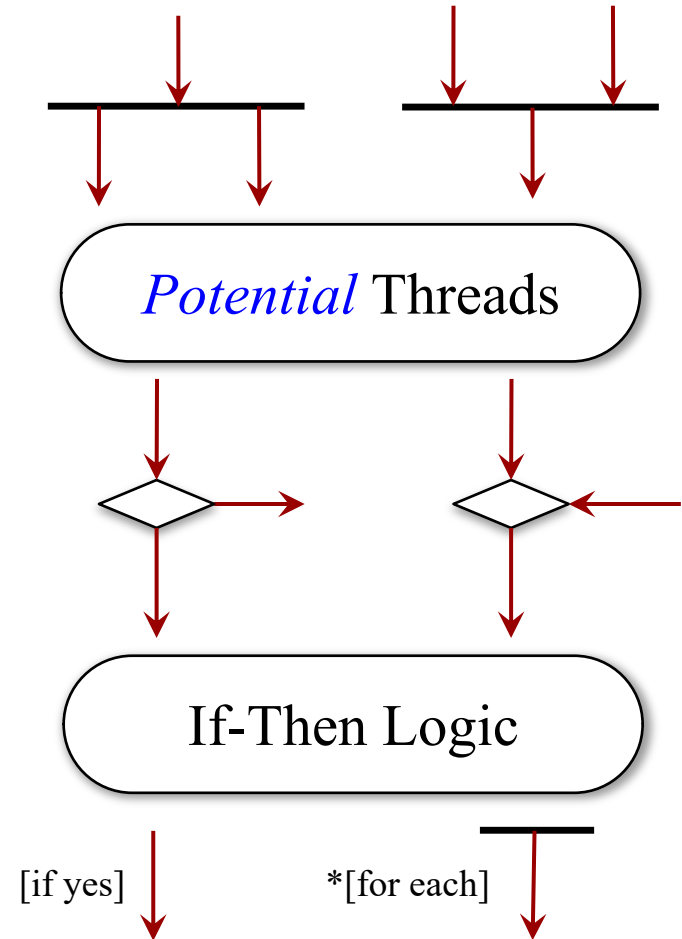 Potential Threads
If-Then Logic
[if yes]
*[for each]